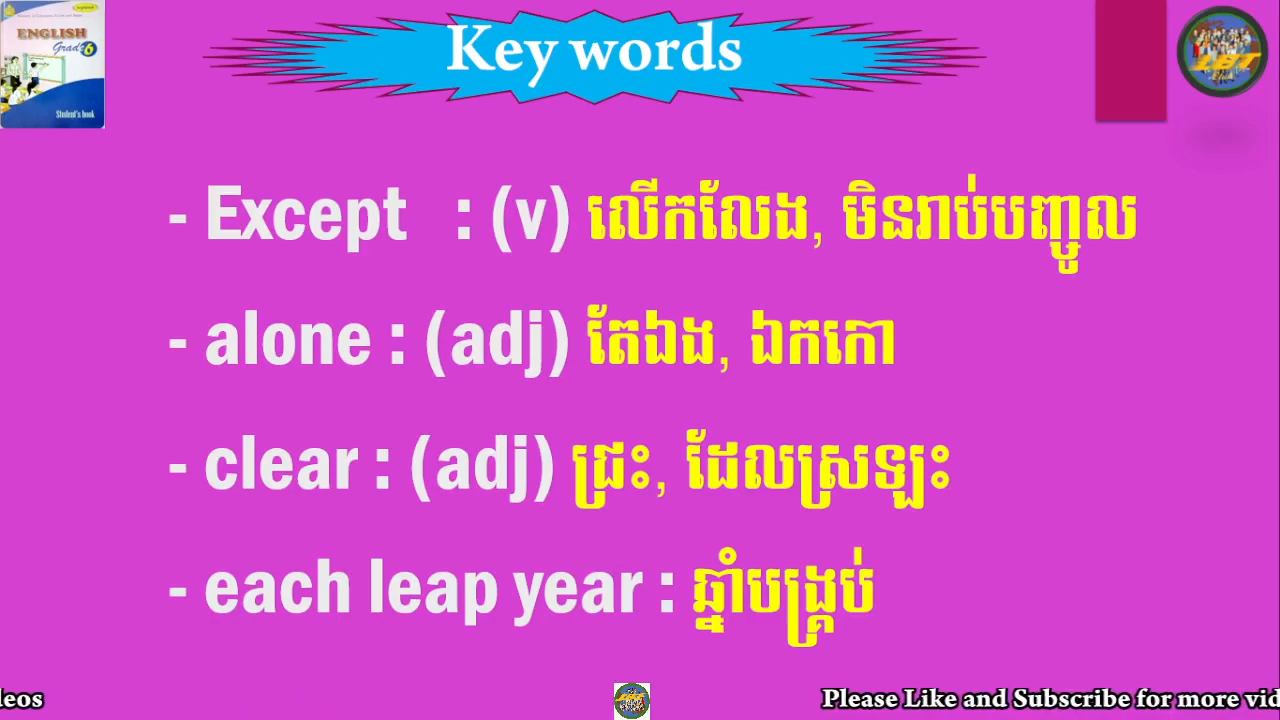 ENGLISH
Grade 6
Student's book
Key words
LBT
- Except : (v) លើកលែង, មិនរាប់បញ្ចូល
- alone : (adj) តែឯង, ឯកកោ
- clear : (adj) ជ្រះ, ដែលស្រឡះ
- each leap year : ឆ្នាំបង្គ្រប់
deos
Please Like and Subscribe for more vid